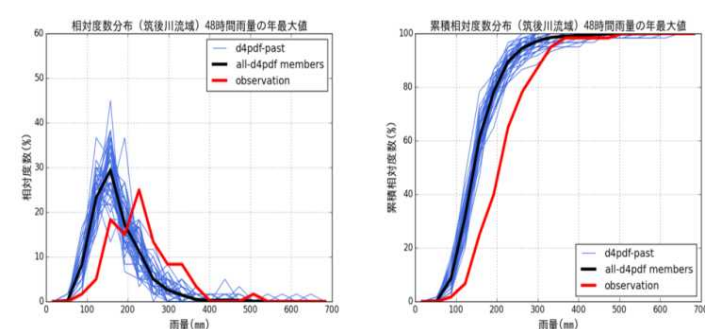 相対度数分布（筑後川流域）48時間雨量の年最大値
60
50
40
30
20
10
0
相対度数(%)
d4pdf-past
all-d4pdf members
observation
0 100 200 300 400 500 600 700
雨量(mm)
累積相対度数分布（筑後川流域）48時間雨量の年最大値
100
80
60
40
20
0
累積相対度数(%)
d4pdf-past
all-d4pdf members
observation
0 100 200 300 400 500 600 700
雨量(mm)